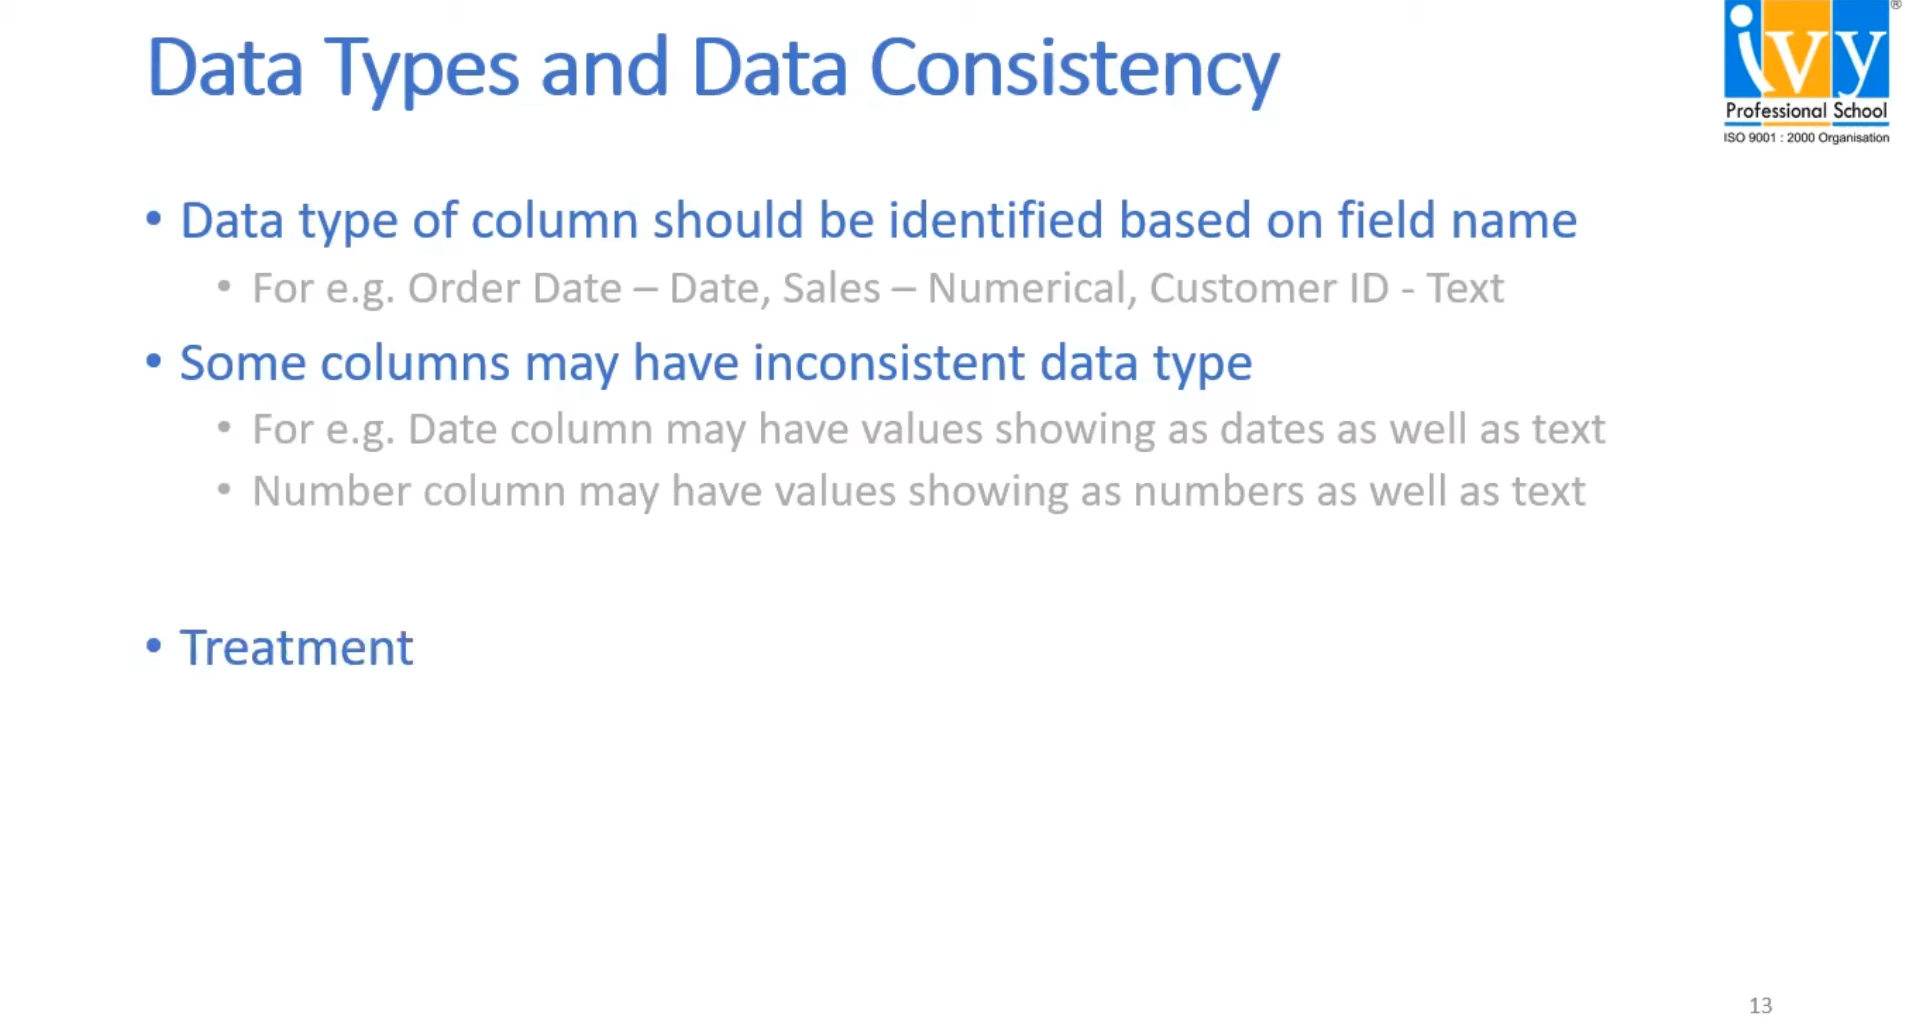 Data Types and Data Consistency
ivy
®
Professional School
ISO 9001 : 2000 Organisation
• Data type of column should be identified based on field name
• For e.g. Order Date – Date, Sales – Numerical, Customer ID - Text
• Some columns may have inconsistent data type
• For e.g. Date column may have values showing as dates as well as text
• Number column may have values showing as numbers as well as text
• Treatment
13